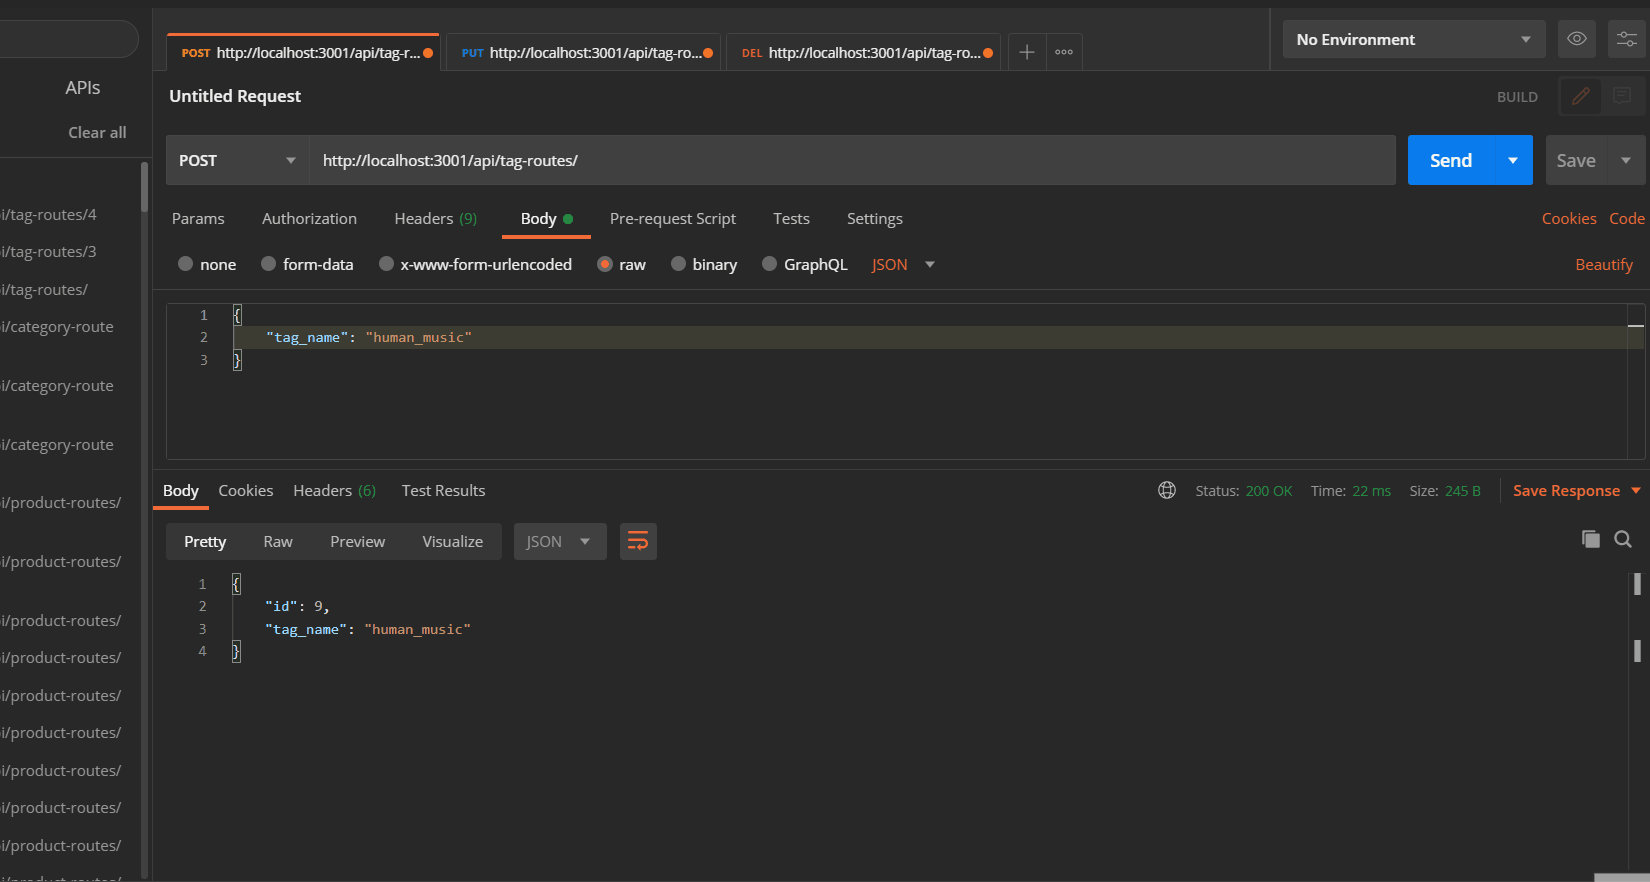 POST http://localhost:3001/api/tag-r...
PUT http://localhost:3001/api/tag-ro...
DEL http://localhost:3001/api/tag-ro...
No Environment
APIs
Clear all
i/tag-routes/4
i/tag-routes/3
i/tag-routes/
i/category-route
i/category-route
i/category-route
i/product-routes/
i/product-routes/
i/product-routes/
i/product-routes/
i/product-routes/
i/product-routes/
i/product-routes/
i/product-routes/
i/product-routes/
i/product-routes/
Untitled Request
BUILD
POST http://localhost:3001/api/tag-routes/
Send
Save
Params Authorization Headers (9) Body Pre-request Script Tests Settings
Cookies Code
none form-data x-www-form-urlencoded raw binary GraphQL JSON
Beautify
1 {
2 "tag_name": "human_music"
3 }
Body Cookies Headers (6) Test Results
Status: 200 OK Time: 22 ms Size: 245 B Save Response
Pretty Raw Preview Visualize JSON
1 {
2 "id": 9,
3 "tag_name": "human_music"
4 }